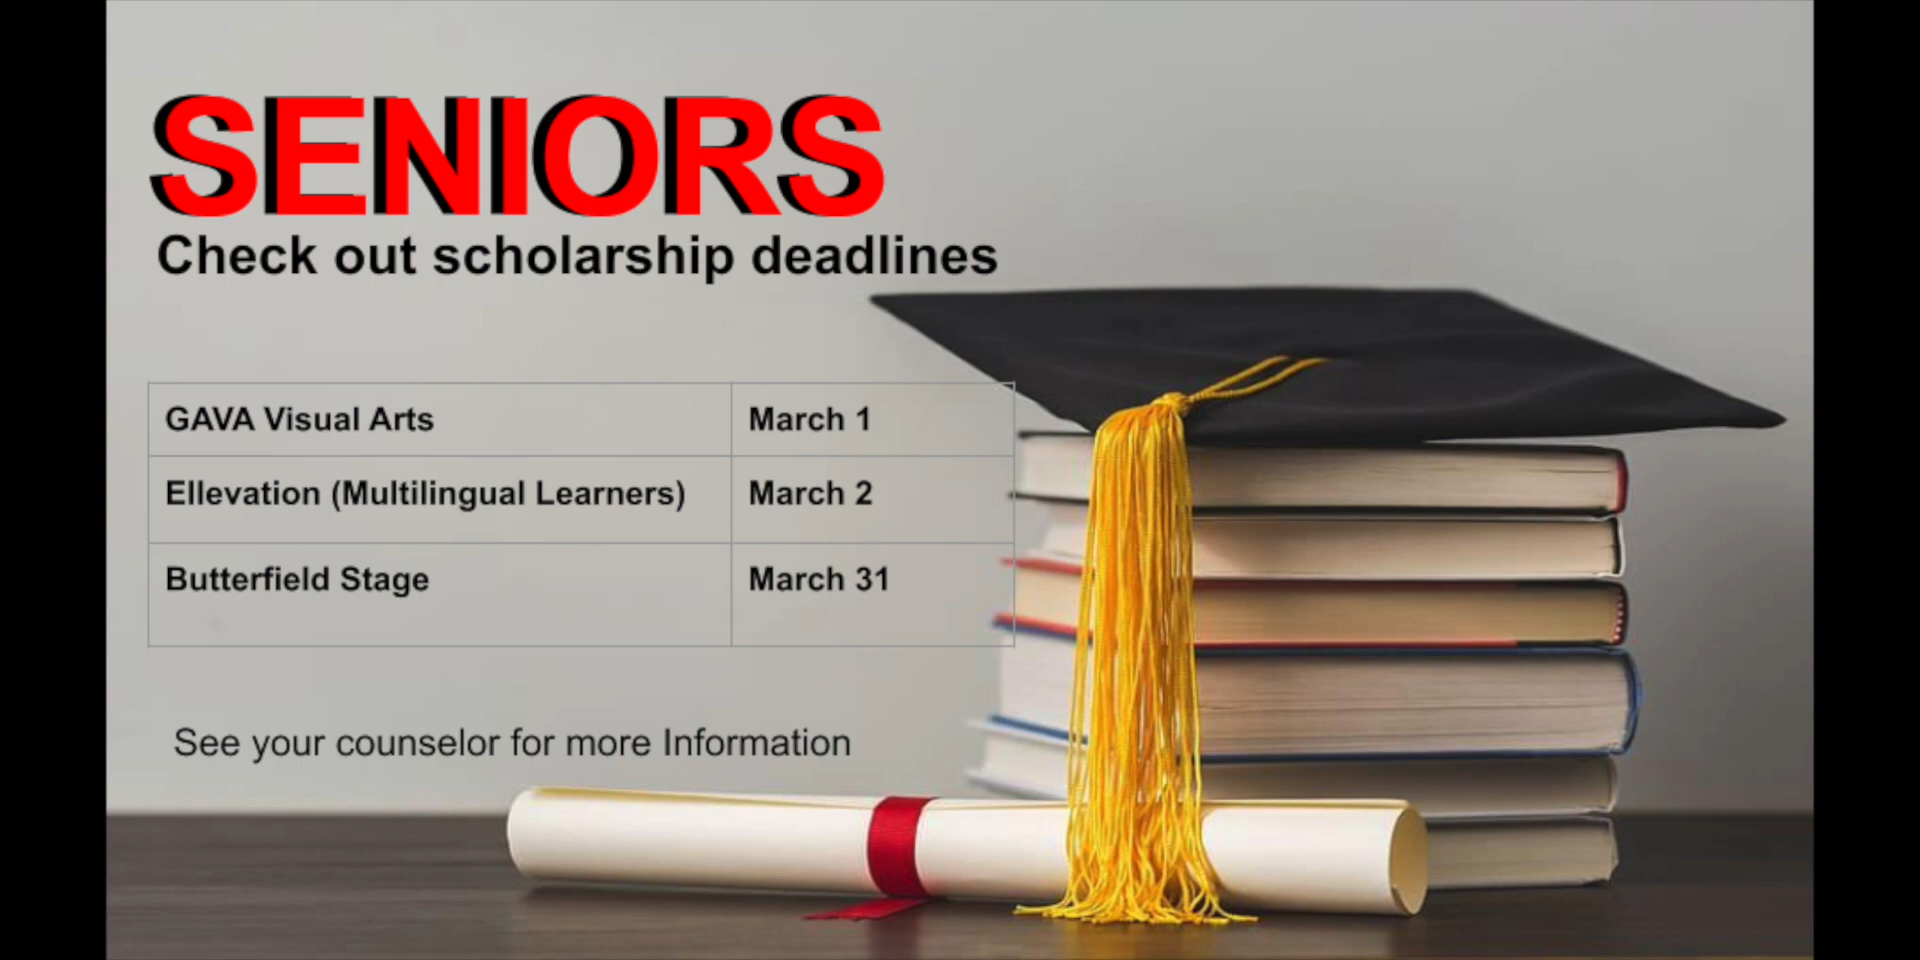 SENIORS
Check out scholarship deadlines
GAVA Visual Arts March 1
Ellevation (Multilingual Learners) March 2
Butterfield Stage March 31
See your counselor for more Information